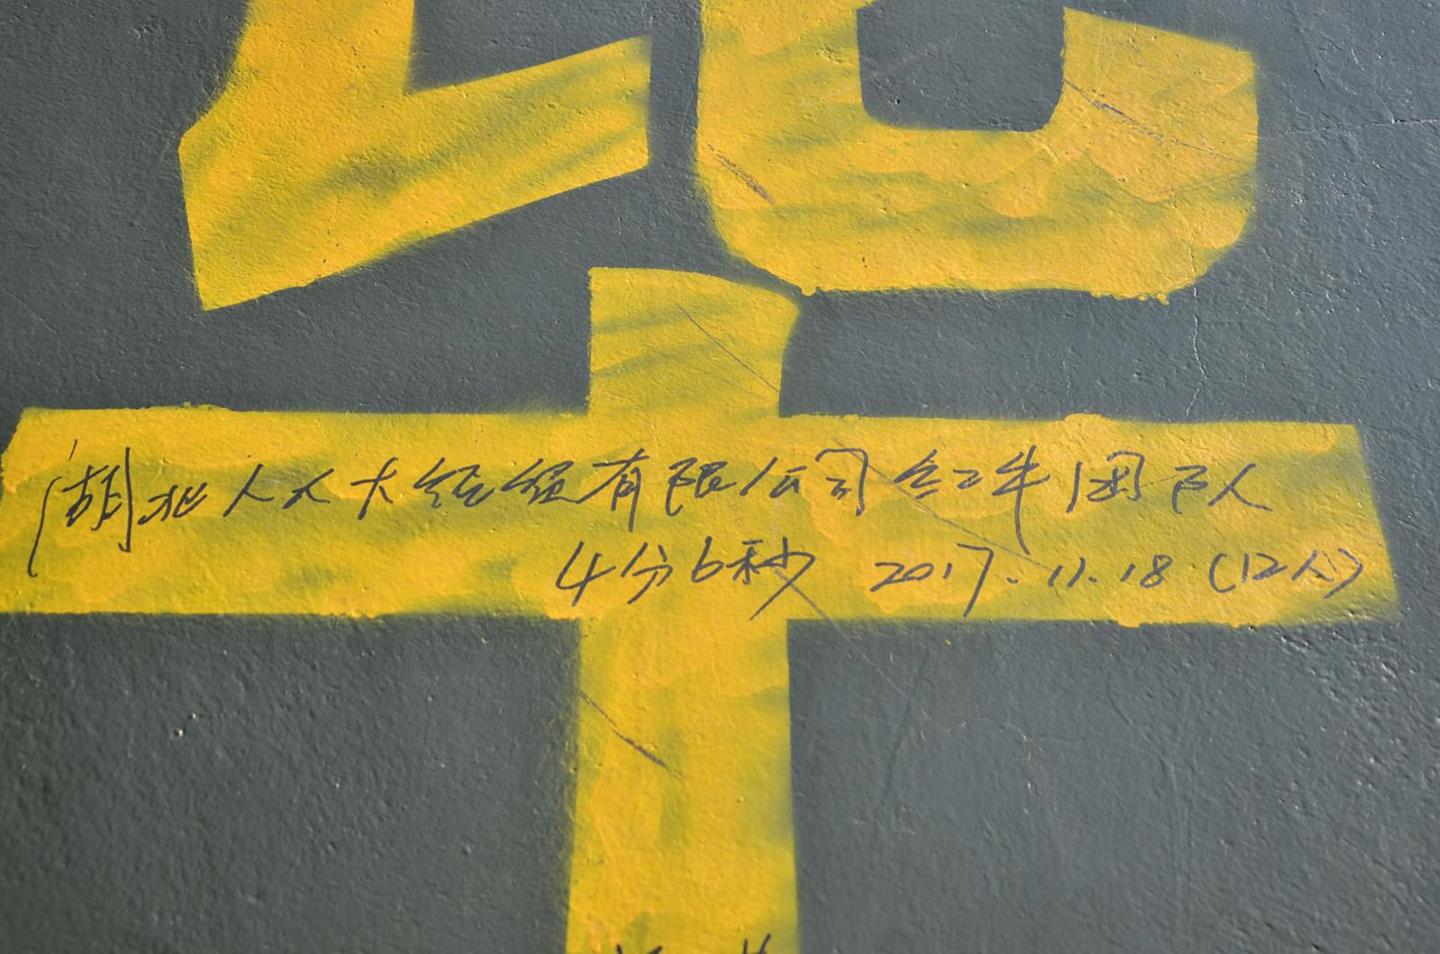 毕
湖北人人大经 有限公司红牛团队
4分6秒 2017.11.18 (12人)